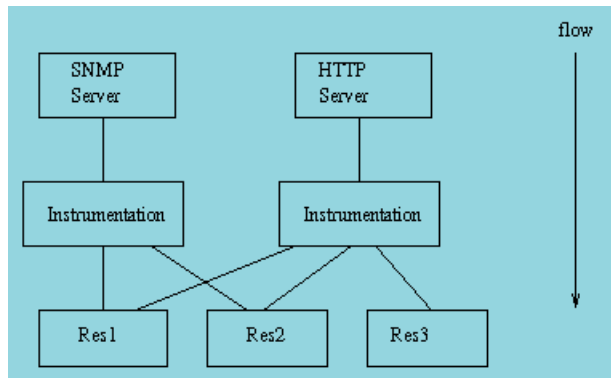 flow
SNMP
Server
HTTP
Server
Instrumentation
Instrumentation
Res1
Res2
Res3